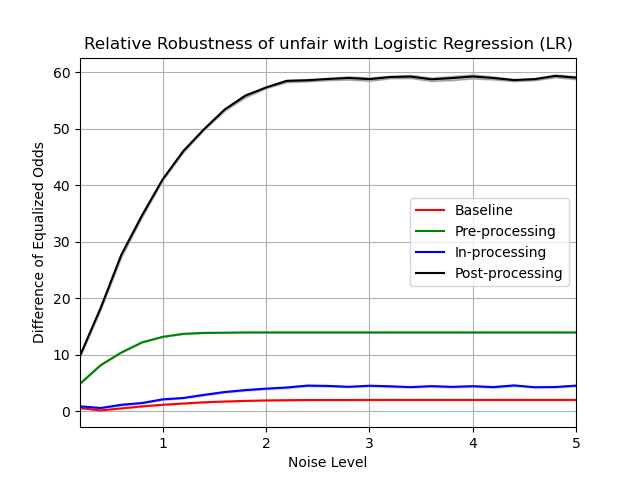 Relative Robustness of unfair with Logistic Regression (LR)
Difference of Equalized Odds
60
50
40
30
20
10
0
Baseline
Pre-processing
In-processing
Post-processing
1
2
3
4
5
Noise Level